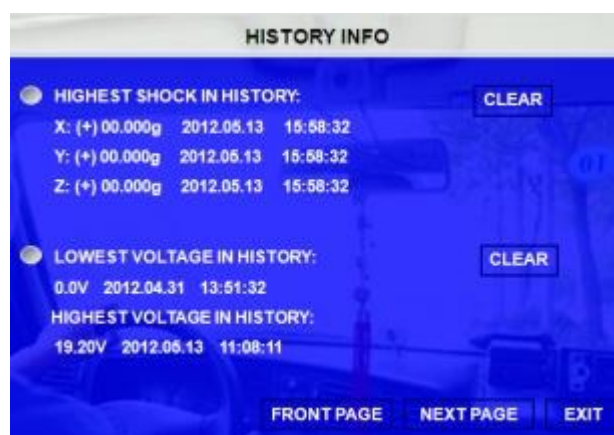 HISTORY INFO
HIGHEST SHOCK IN HISTORY:
CLEAR
X: (+) 00.000g 2012.05.13 15:58:32
Y: (+) 00.000g 2012.05.13 15:58:32
Z: (+) 00.000g 2012.05.13 15:58:32
LOWEST VOLTAGE IN HISTORY:
CLEAR
0.0V 2012.04.31 13:51:32
HIGHEST VOLTAGE IN HISTORY:
19.20V 2012.05.13 11:08:11
FRONT PAGE NEXT PAGE EXIT